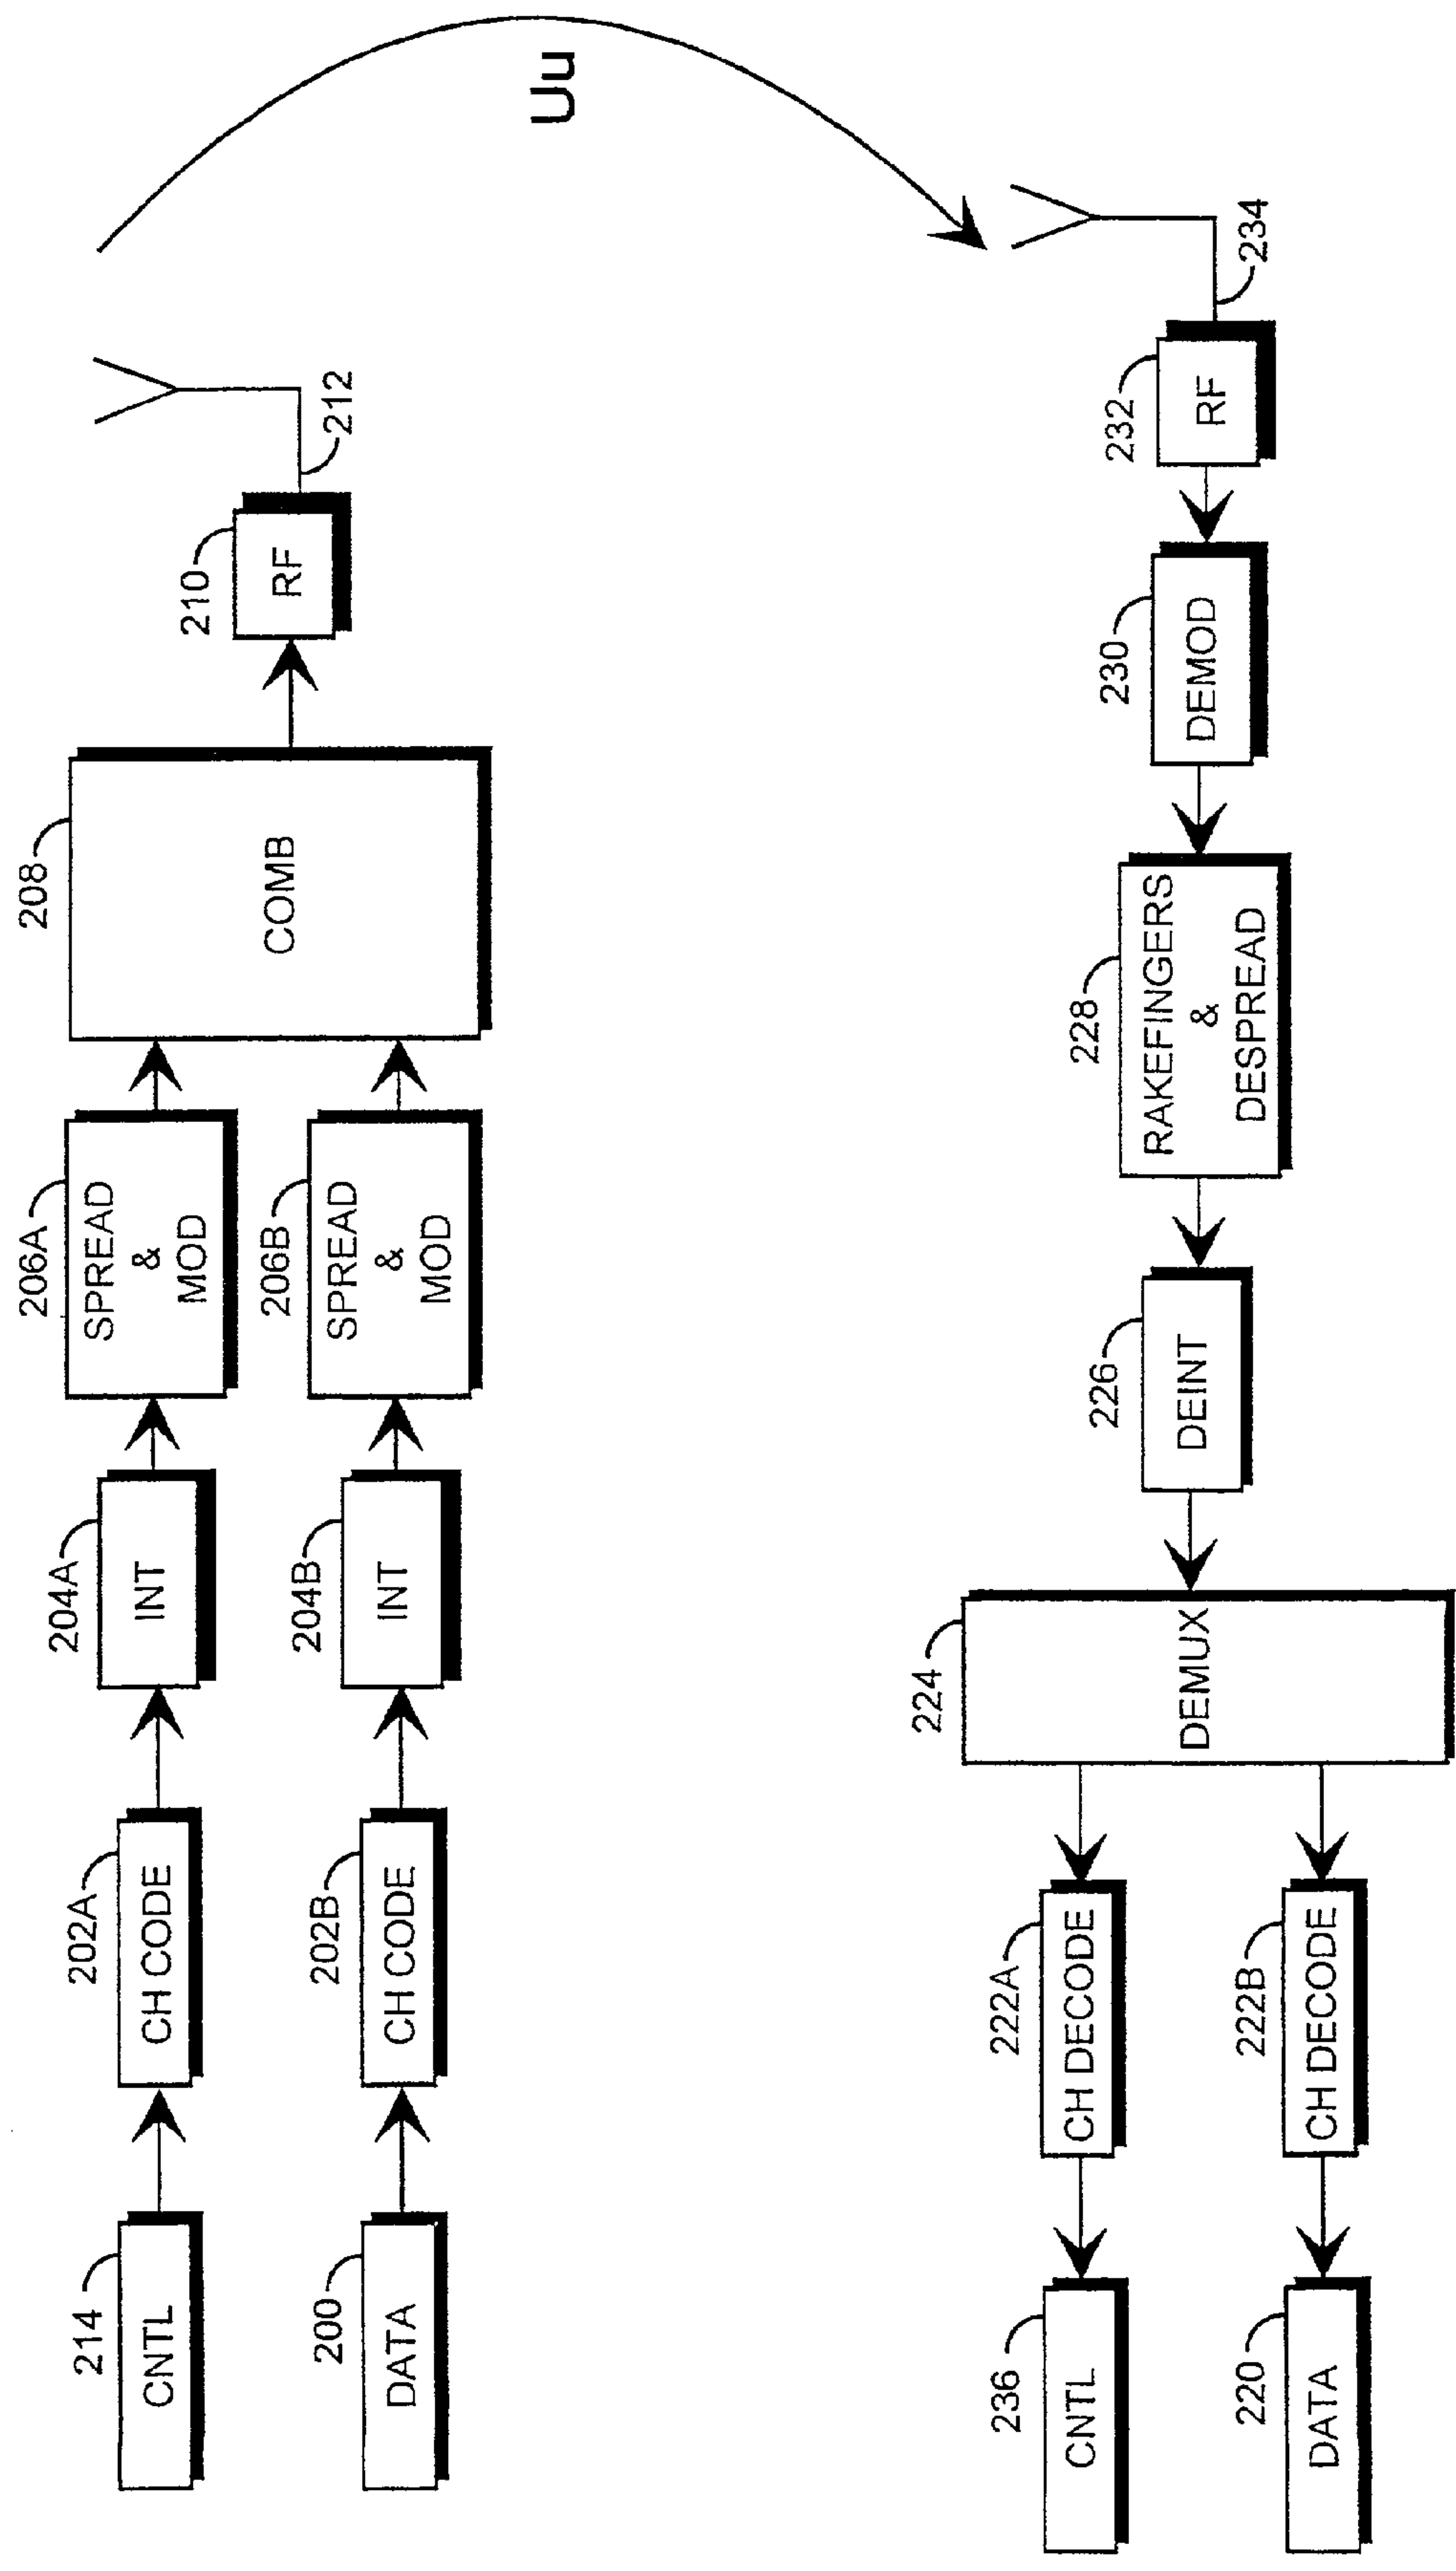 214
CNTL
202A
CH CODE
204A
INT
206A
SPREAD
&
MOD
208
COMB
210
RF
212
Uu
200
DATA
202B
CH CODE
204B
INT
206B
SPREAD
&
MOD
236
CNTL
222A
CH DECODE
224
DEMUX
226
DEINT
228
RAKEFINGERS
&
DESPREAD
230
DEMOD
232
RF
234
220
DATA
222B
CH DECODE